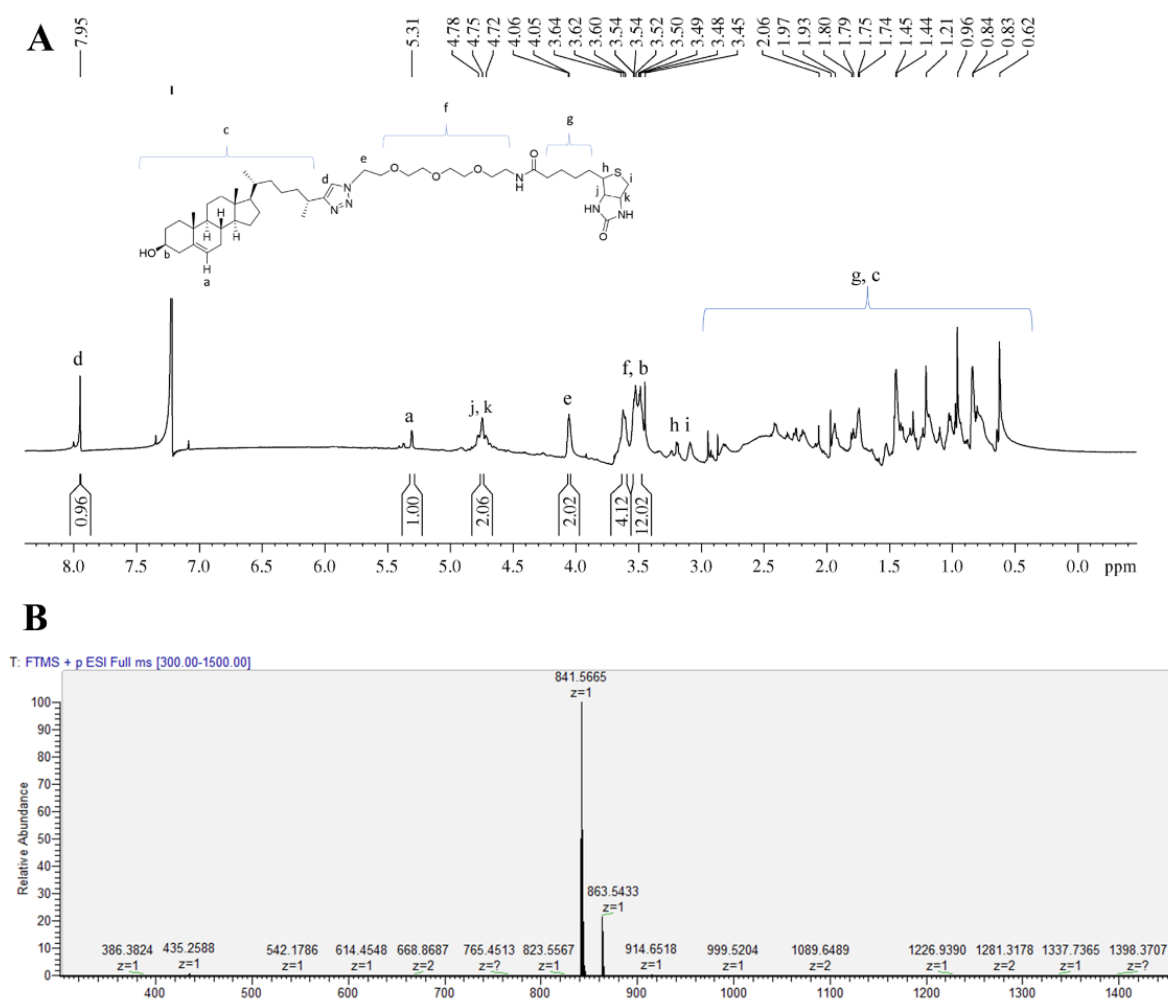 A
7.95
5.31
4.78
4.75
4.72
4.06
4.05
3.64
3.62
3.60
3.54
3.54
3.52
3.50
3.49
3.48
3.45
2.06
1.97
1.93
1.80
1.79
1.75
1.74
1.45
1.44
1.21
0.96
0.84
0.83
0.62
c
f
g
d
e
N
N
N
O
O
O
NH
O
h
S
i
j
k
HN
NH
O
H
H
H
HO
b
H
a
d
a
j, k
e
f, b
h i
g, c
0.96
1.00
2.06
2.02
4.12
12.02
8.0 7.5 7.0 6.5 6.0 5.5 5.0 4.5 4.0 3.5 3.0 2.5 2.0 1.5 1.0 0.5 0.0 ppm
B
T: FTMS + p ESI Full ms [300.00-1500.00]
841.5665
z=1
863.5433
z=1
386.3824
z=1
435.2588
z=1
542.1786
z=1
614.4548
z=1
668.8687
z=2
765.4513
z=?
823.5567
z=1
914.6518
z=1
999.5204
z=1
1089.6489
z=2
1226.9390
z=1
1281.3178
z=2
1337.7365
z=1
1398.3707
z=?
Relative Abundance
100
90
80
70
60
50
40
30
20
10
0
400 500 600 700 800 900 1000 1100 1200 1300 1400